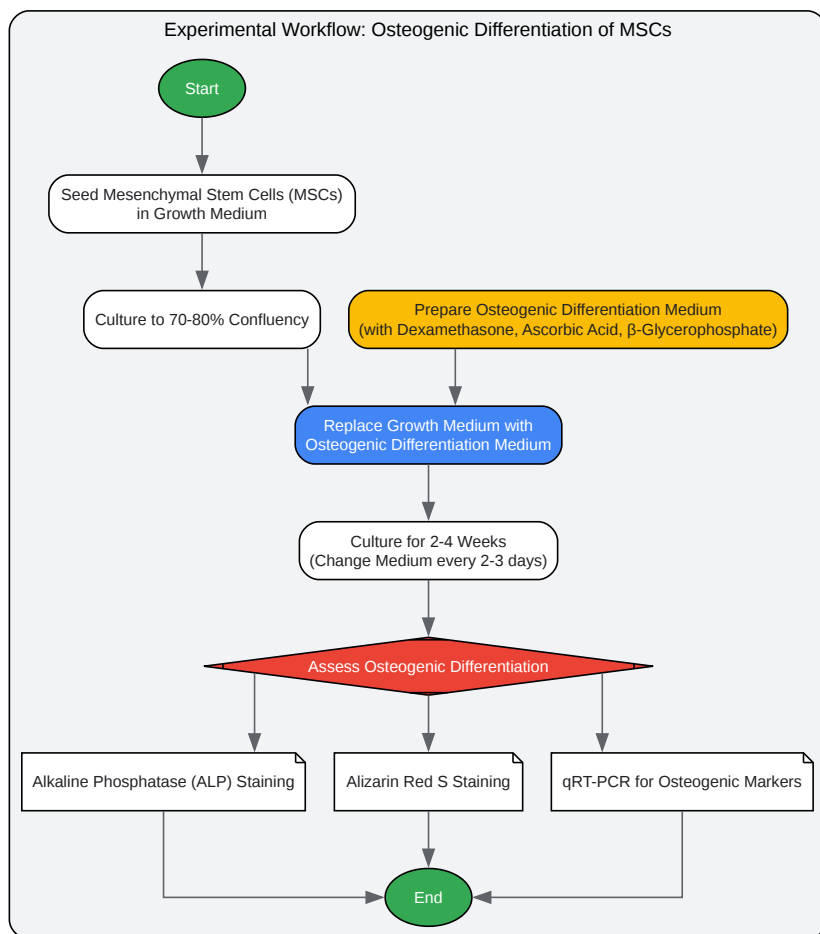 Experimental Workflow: Osteogenic Differentiation of MSCs
Start
Seed Mesenchymal Stem Cells (MSCs)
in Growth Medium
Culture to 70-80% Confluency
Prepare Osteogenic Differentiation Medium
(with Dexamethasone, Ascorbic Acid, β-Glycerophosphate)
Replace Growth Medium with
Osteogenic Differentiation Medium
Culture for 2-4 Weeks
(Change Medium every 2-3 days)
Assess Osteogenic Differentiation
Alkaline Phosphatase (ALP) Staining
Alizarin Red S Staining
qRT-PCR for Osteogenic Markers
End